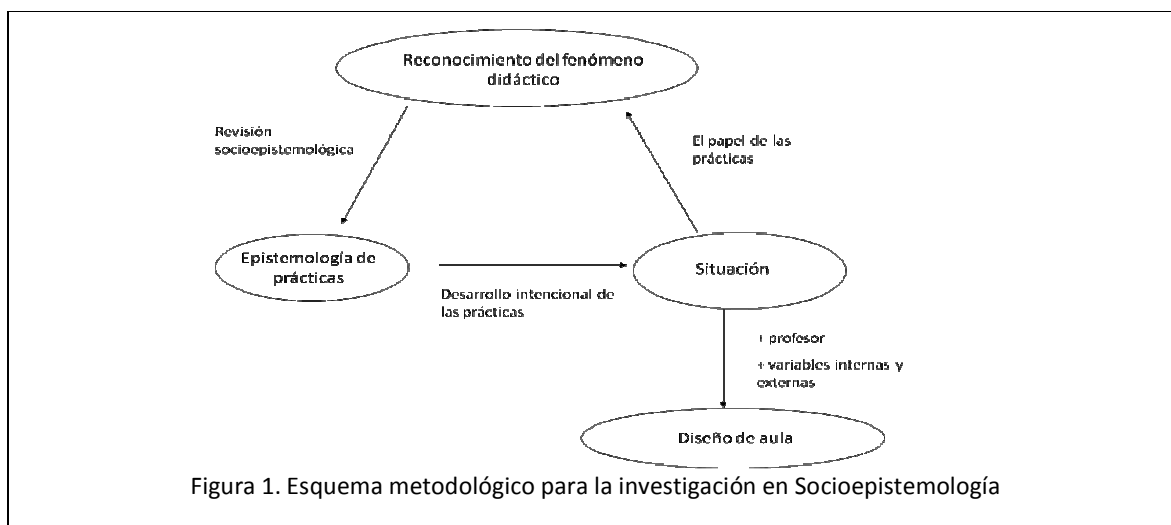 Reconocimiento del fenómeno
didáctico
Revisión
socioepistemológica
El papel de las
prácticas
Epistemología de
prácticas
Situación
Desarrollo intencional de
las prácticas
+ profesor
+ variables internas y
externas
Diseño de aula
Figura 1. Esquema metodológico para la investigación en Socioepistemología